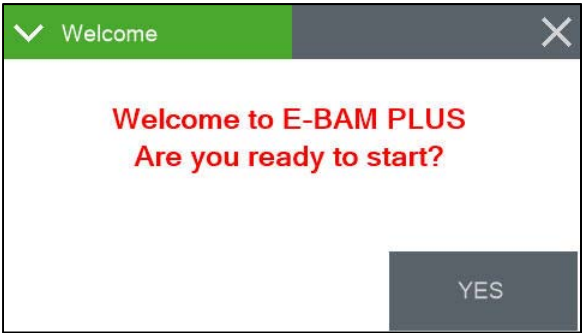 Welcome
Welcome to E-BAM PLUS
Are you ready to start?
YES